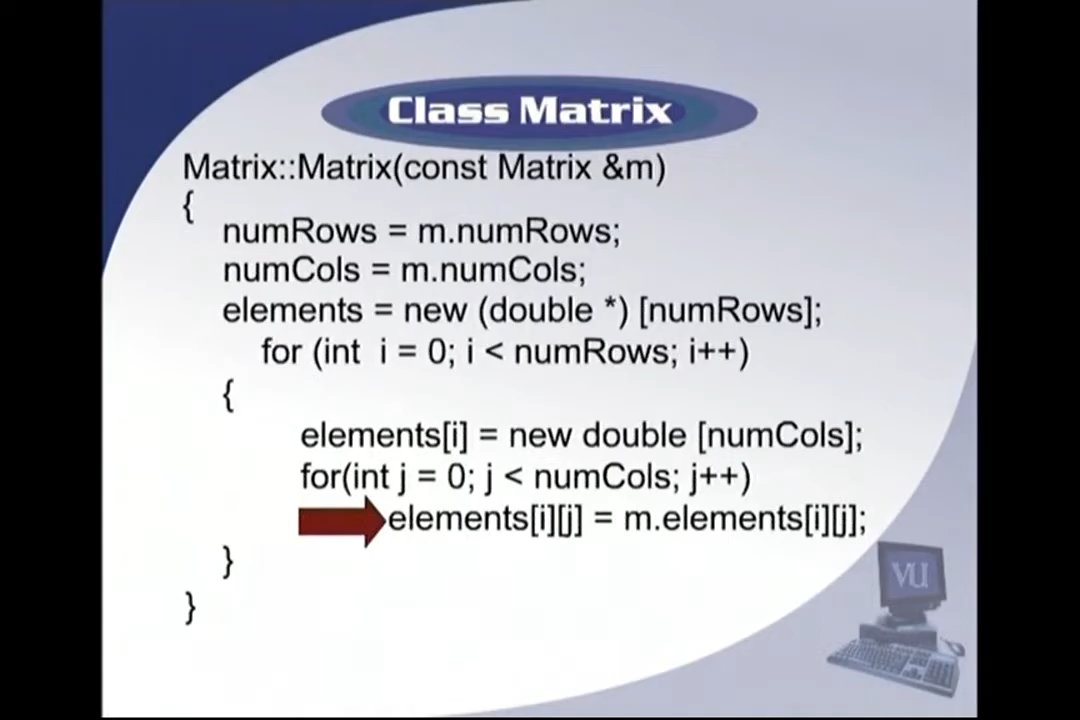 Class Matrix
Matrix::Matrix(const Matrix &m)
{
numRows = m.numRows;
numCols = m.numCols;
elements = new (double *) [numRows];
for (int i = 0; i < numRows; i++)
{
elements[i] = new double [numCols];
for(int j = 0; j < numCols; j++)
elements[i][j] = m.elements[i][j];
}
}
VU